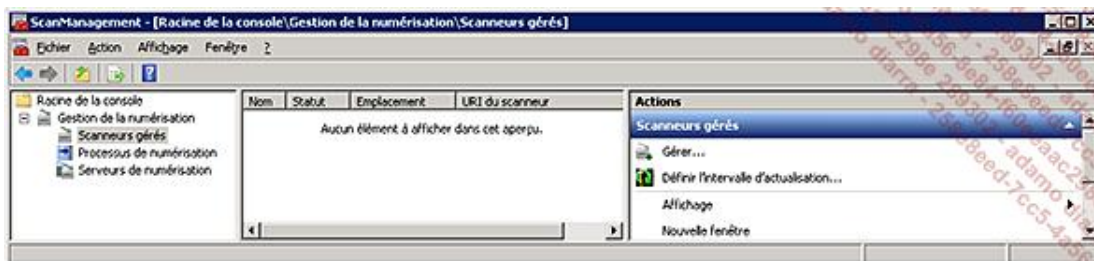 ScanManagement - [Racine de la console\Gestion de la numérisation\Scanneurs gérés]
Fichier Action Affichage Fenêtre ?
Racine de la console
Gestion de la numérisation
Scanneurs gérés
Processus de numérisation
Serveurs de numérisation
Nom Statut Emplacement URI du scanneur
Aucun élément à afficher dans cet aperçu.
Actions
Scanneurs gérés
Gérer...
Définir l'intervalle d'actualisation...
Affichage
Nouvelle fenêtre